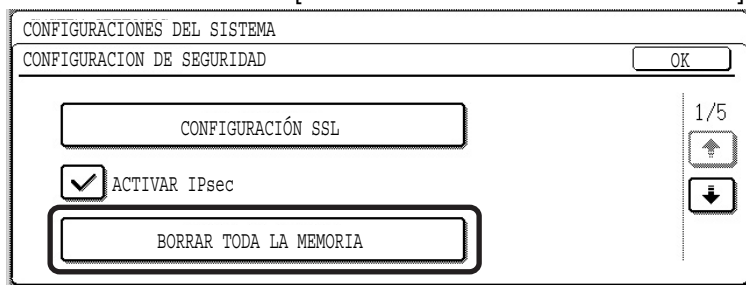 CONFIGURACIONES DEL SISTEMA
CONFIGURACION DE SEGURIDAD
OK
CONFIGURACIÓN SSL
1/5
ACTIVAR IPsec
BORRAR TODA LA MEMORIA